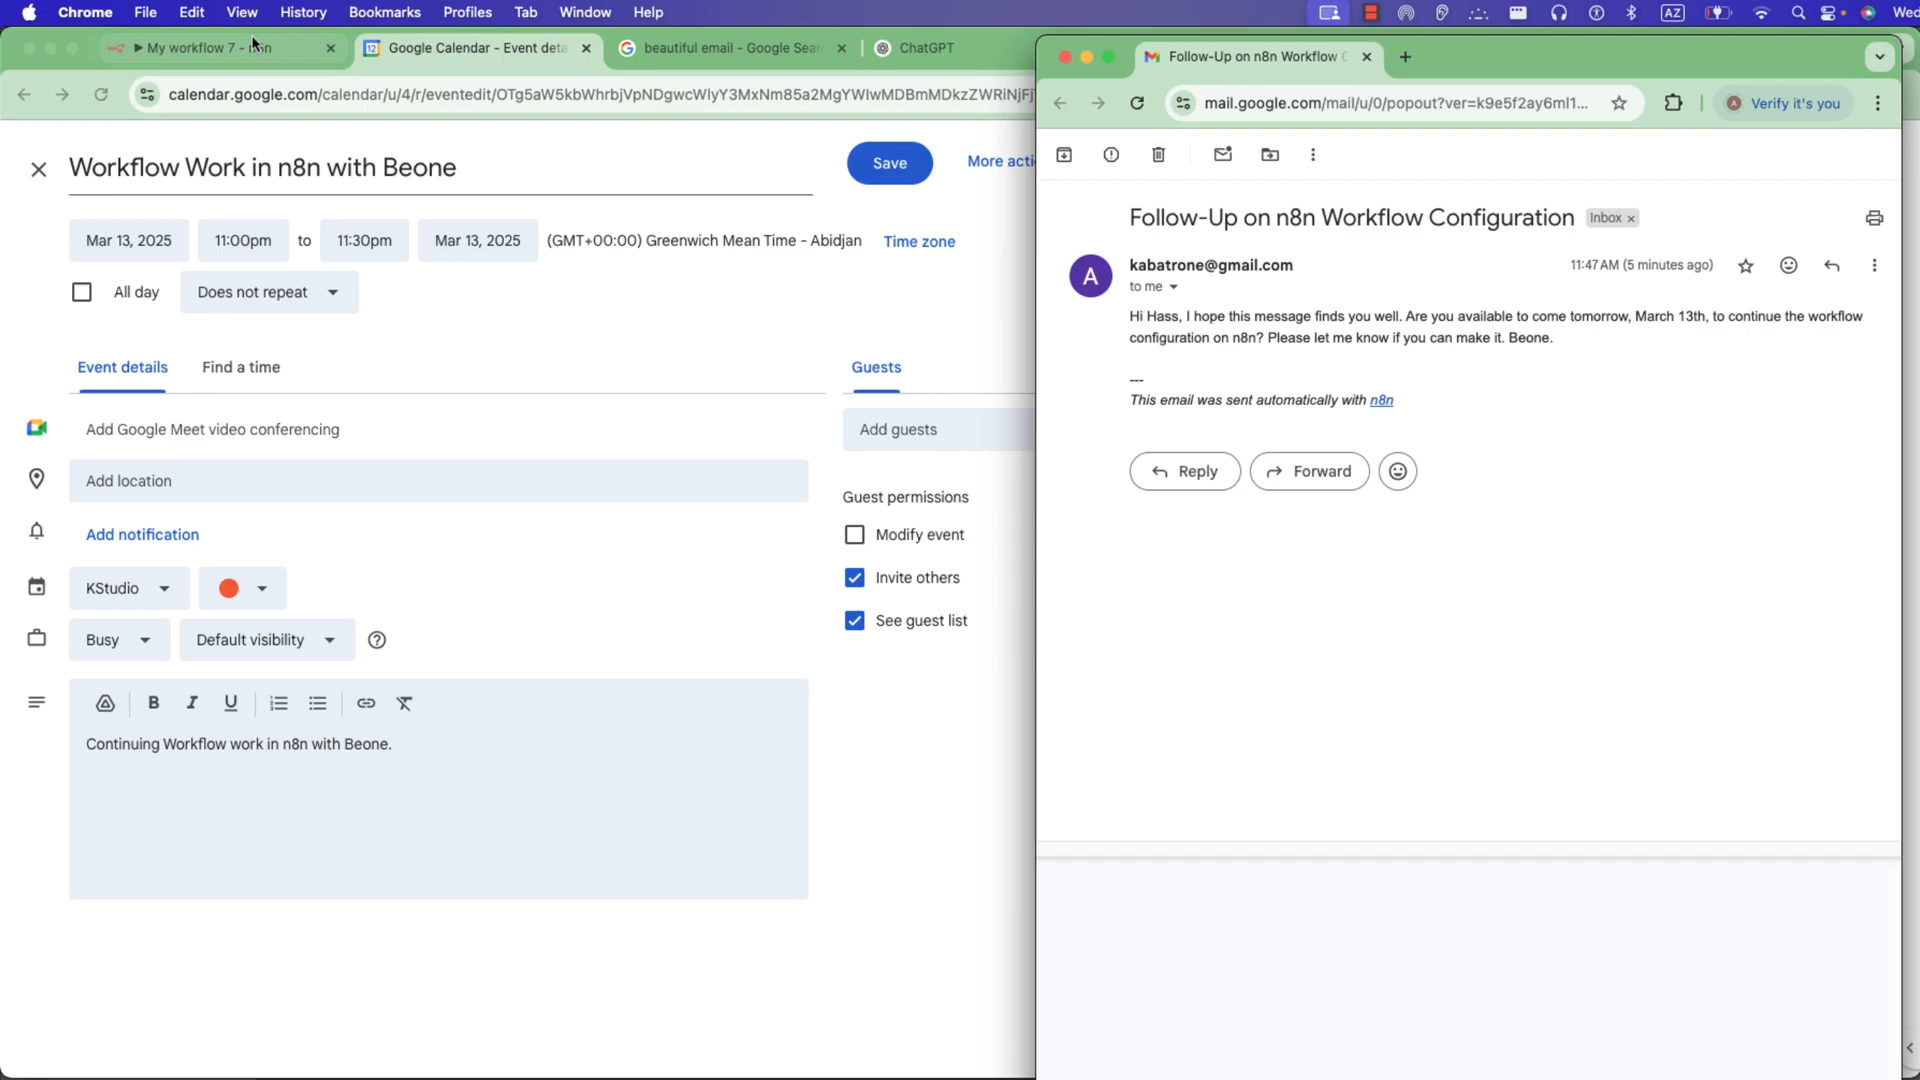 Chrome File Edit View History Bookmarks Profiles Tab Window Help AZ Wed
My workflow 7 - n8n
Google Calendar - Event deta
beautiful email - Google Sear
ChatGPT
calendar.google.com/calendar/u/4/r/eventedit/
Workflow Work in n8n with Beone
Save
More acti
Mar 13, 2025 11:00pm to 11:30pm Mar 13, 2025 (GMT+00:00) Greenwich Mean Time - Abidjan Time zone
All day Does not repeat
Event details Find a time
Guests
Add Google Meet video conferencing
Add guests
Add location
Guest permissions
Add notification
Modify event
KStudio
Invite others
Busy Default visibility
See guest list
B I U
Continuing Workflow work in n8n with Beone.
Follow-Up on n8n Workflow C
mail.google.com/mail/u/0/popout?ver=k9e5f2ay6ml1...
Verify it's you
Follow-Up on n8n Workflow Configuration Inbox
A
kabatrone@gmail.com
11:47 AM (5 minutes ago)
to me
Hi Hass, I hope this message finds you well. Are you available to come tomorrow, March 13th, to continue the workflow
configuration on n8n? Please let me know if you can make it. Beone.
---
This email was sent automatically with n8n
Reply Forward